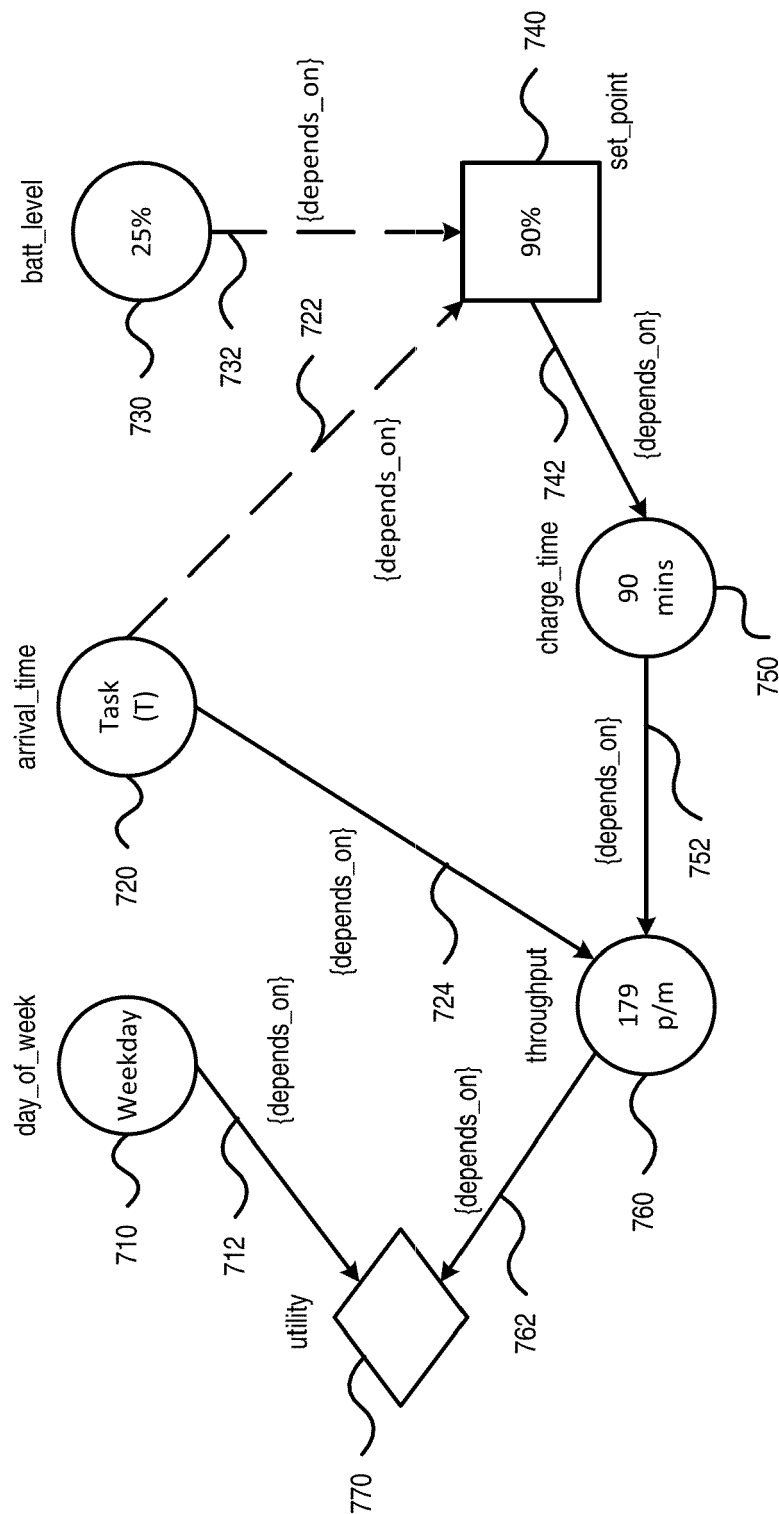 day_of_week
Weekday
710
712
{depends_on}
arrival_time
Task
(T)
720
722
{depends_on}
724
{depends_on}
batt_level
25%
730
732
{depends_on}
740
90%
set_point
742
{depends_on}
charge_time
90
mins
750
752
{depends_on}
throughput
179
p/m
760
762
{depends_on}
utility
770